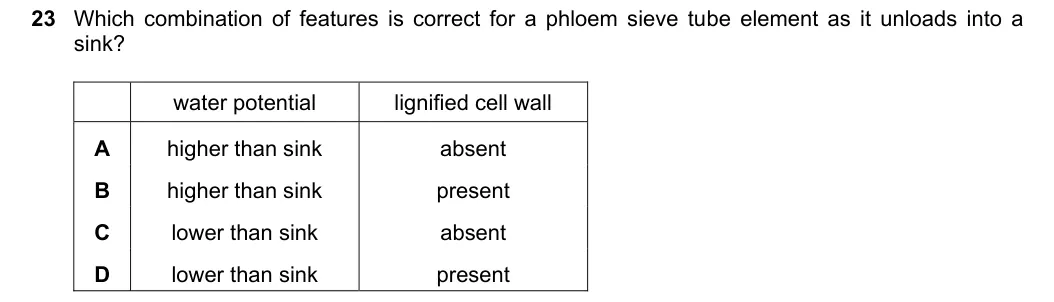 23 Which combination of features is correct for a phloem sieve tube element as it unloads into a
sink?
water potential lignified cell wall
A higher than sink absent
B higher than sink present
C lower than sink absent
D lower than sink present